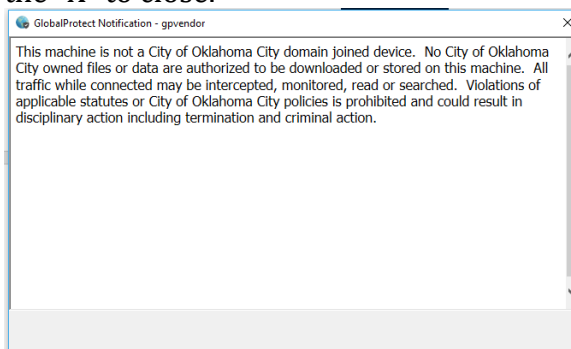 the "X" to close.
GlobalProtect Notification - gpvendor
This machine is not a City of Oklahoma City domain joined device.  No City of Oklahoma
City owned files or data are authorized to be downloaded or stored on this machine.  All
traffic while connected may be intercepted, monitored, read or searched.  Violations of
applicable statutes or City of Oklahoma City policies is prohibited and could result in
disciplinary action including termination and criminal action.